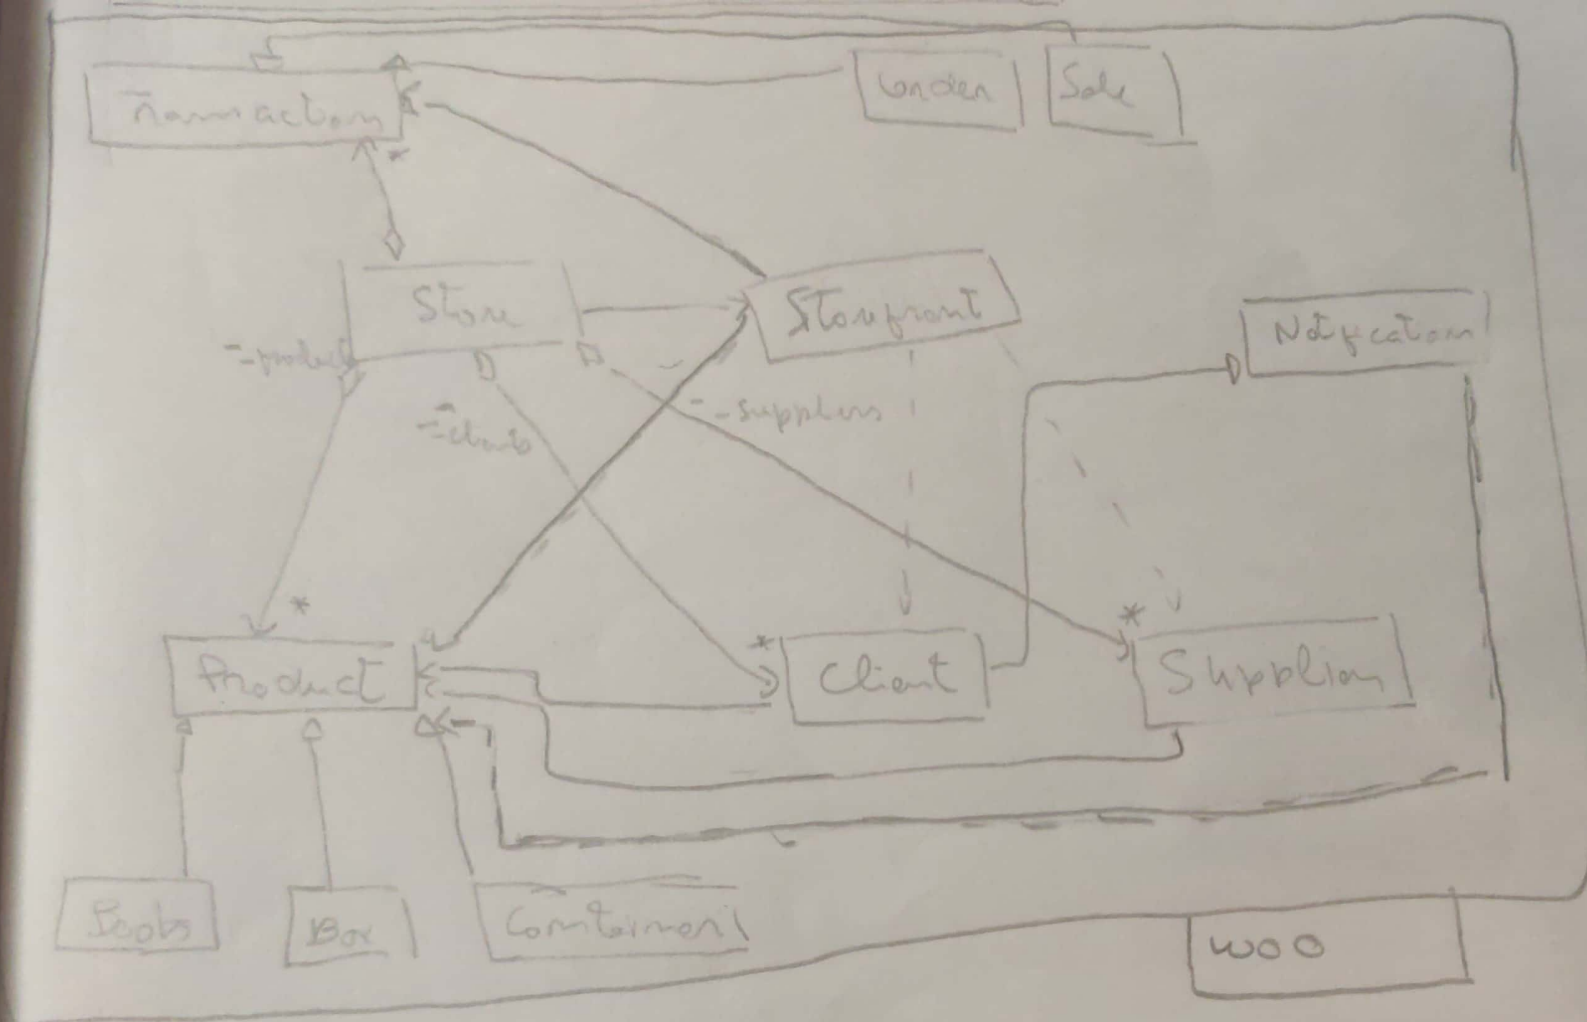 Transaction
Order
Sale
*
Store
Storefront
Notification
- products
- clients
- suppliers
*
*
*
Product
Client
Supplier
Books
Box
Container
WOO